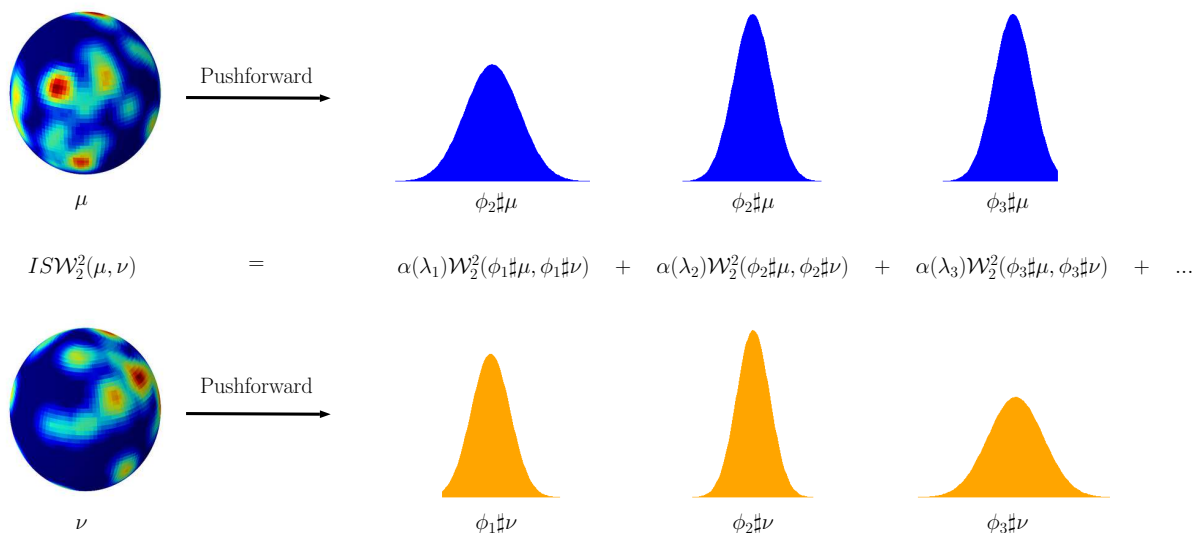 Pushforward
μ ϕ₂♯μ ϕ₂♯μ ϕ₃♯μ
ISW₂²(μ, ν) = α(λ₁)W₂²(ϕ₁♯μ, ϕ₁♯ν) + α(λ₂)W₂²(ϕ₂♯μ, ϕ₂♯ν) + α(λ₃)W₂²(ϕ₃♯μ, ϕ₃♯ν) + ...
Pushforward
ν ϕ₁♯ν ϕ₂♯ν ϕ₃♯ν